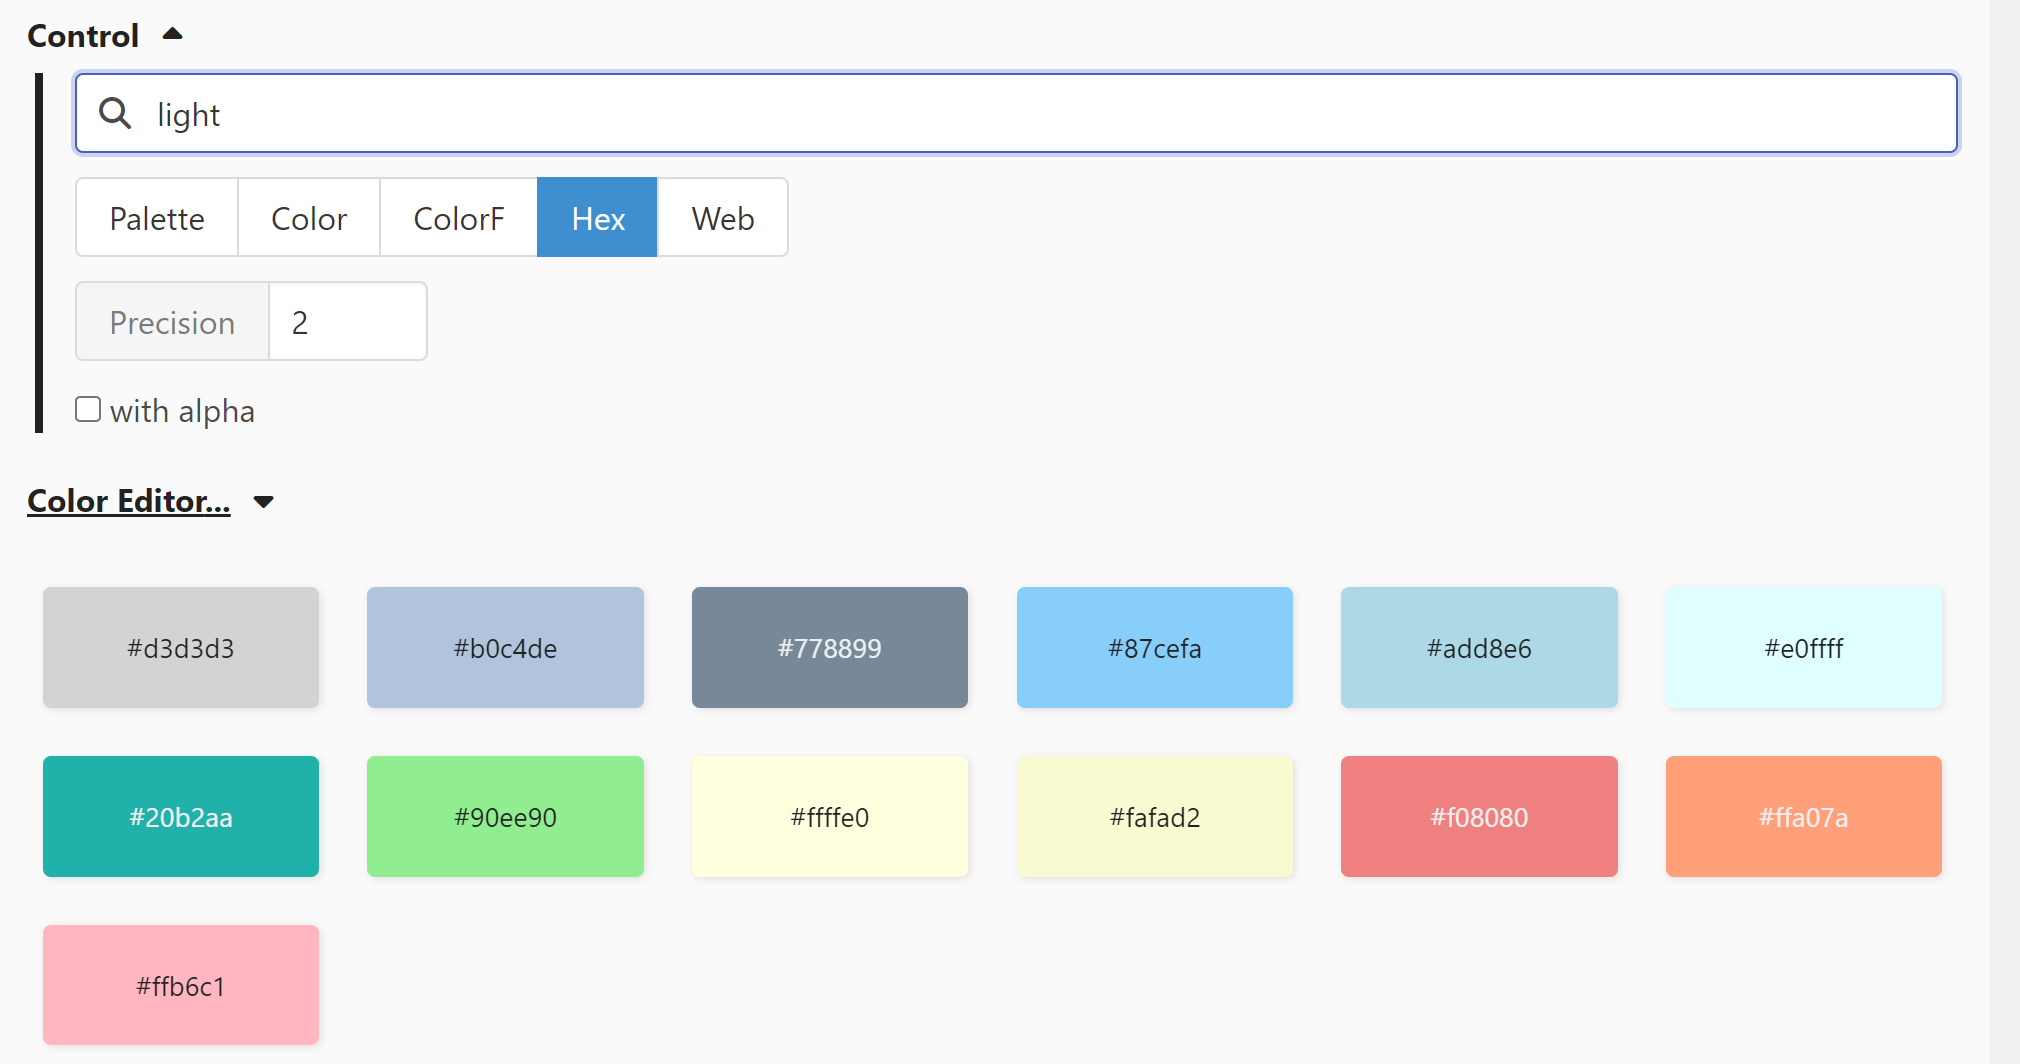 Control
light
Palette Color ColorF Hex Web
Precision 2
with alpha
Color Editor...
#d3d3d3 #b0c4de #778899 #87cefa #add8e6 #e0ffff
#20b2aa #90ee90 #ffffe0 #fafad2 #f08080 #ffa07a
#ffb6c1